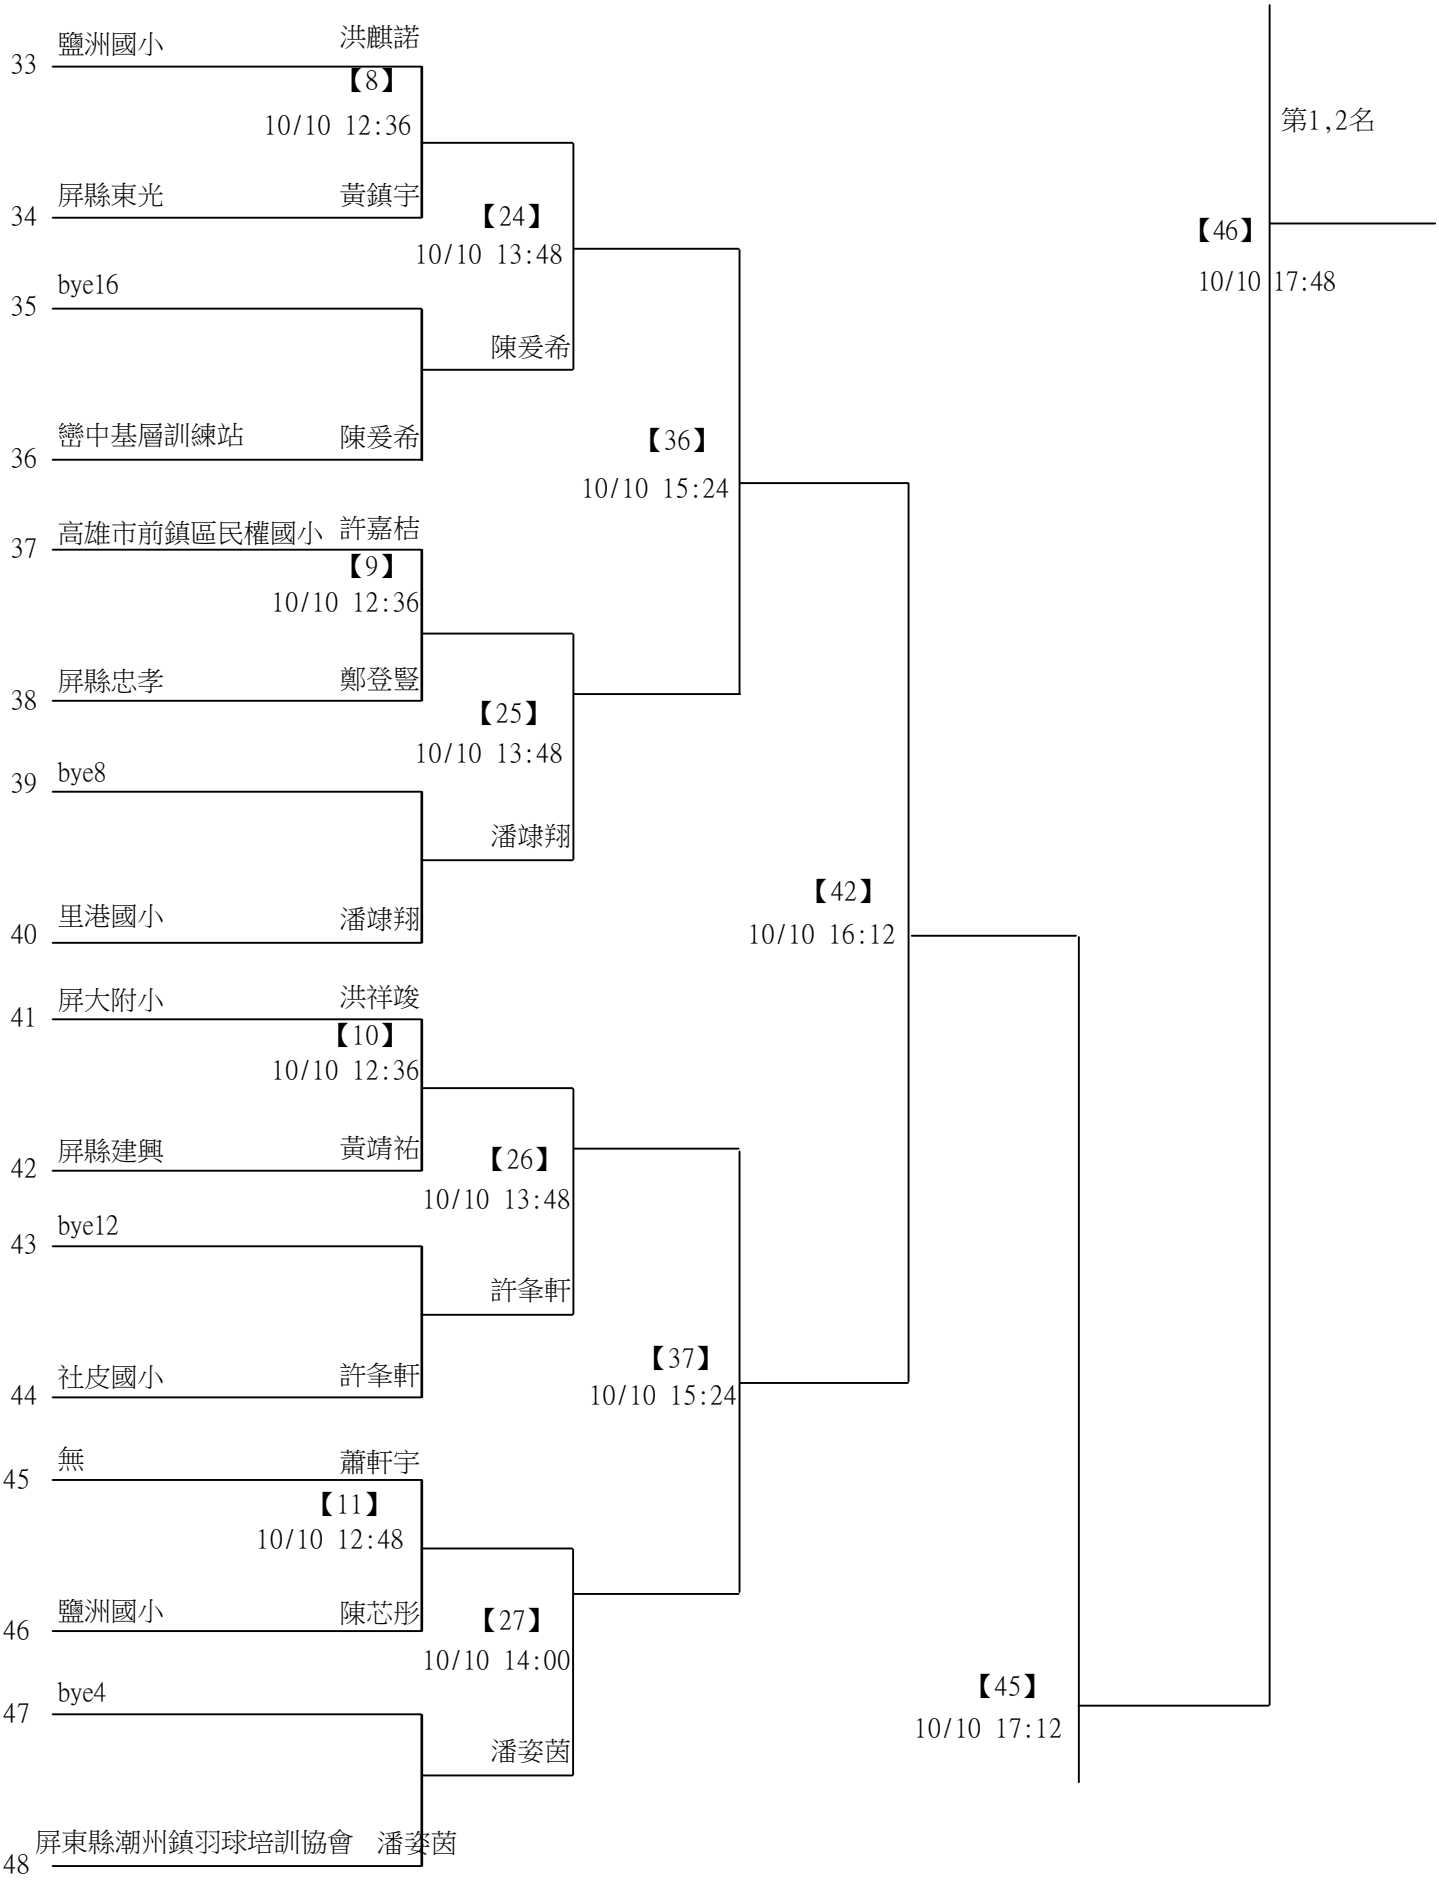 33 鹽洲國小 洪麒諾
【8】
10/10 12:36
第1,2名
34 屏縣東光 黃鎮宇
【24】
10/10 13:48
【46】
10/10 17:48
35 bye16
陳爰希
36 巒中基層訓練站 陳爰希
【36】
10/10 15:24
37 高雄市前鎮區民權國小 許嘉桔
【9】
10/10 12:36
38 屏縣忠孝 鄭登豎
【25】
10/10 13:48
39 bye8
潘竦翔
40 里港國小 潘竦翔
【42】
10/10 16:12
41 屏大附小 洪祥竣
【10】
10/10 12:36
42 屏縣建興 黃靖祐
【26】
10/10 13:48
43 bye12
許夆軒
44 社皮國小 許夆軒
【37】
10/10 15:24
45 無 蕭軒宇
【11】
10/10 12:48
46 鹽洲國小 陳芯彤
【27】
10/10 14:00
47 bye4
【45】
10/10 17:12
潘姿茵
48 屏東縣潮州鎮羽球培訓協會 潘姿茵